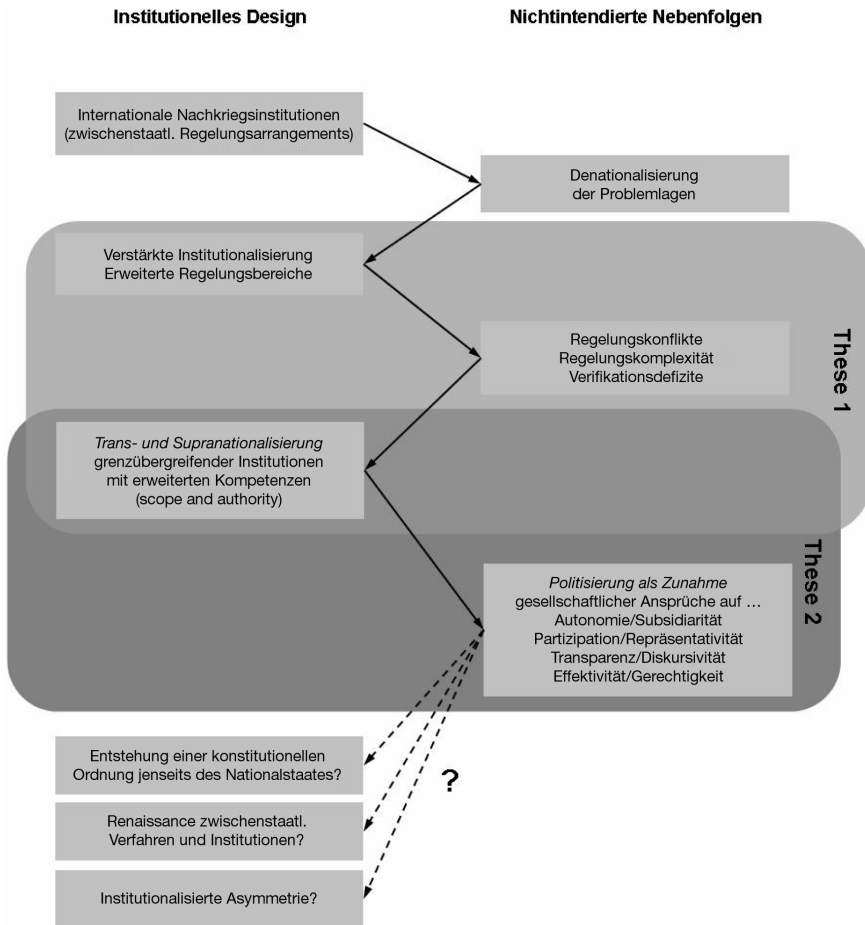 Institutionelles Design
Nichtintendierte Nebenfolgen
Internationale Nachkriegsinstitutionen
(zwischenstaatl. Regelungsarrangements)
Denationalisierung
der Problemlagen
Verstärkte Institutionalisierung
Erweiterte Regelungsbereiche
Regelungskonflikte
Regelungskomplexität
Verifikationsdefizite
These 1
Trans- und Supranationalisierung
grenzübergreifender Institutionen
mit erweiterten Kompetenzen
(scope and authority)
These 2
Politisierung als Zunahme
gesellschaftlicher Ansprüche auf …
Autonomie/Subsidiarität
Partizipation/Repräsentativität
Transparenz/Diskursivität
Effektivität/Gerechtigkeit
Entstehung einer konstitutionellen
Ordnung jenseits des Nationalstaates?
?
Renaissance zwischenstaatl.
Verfahren und Institutionen?
Institutionalisierte Asymmetrie?